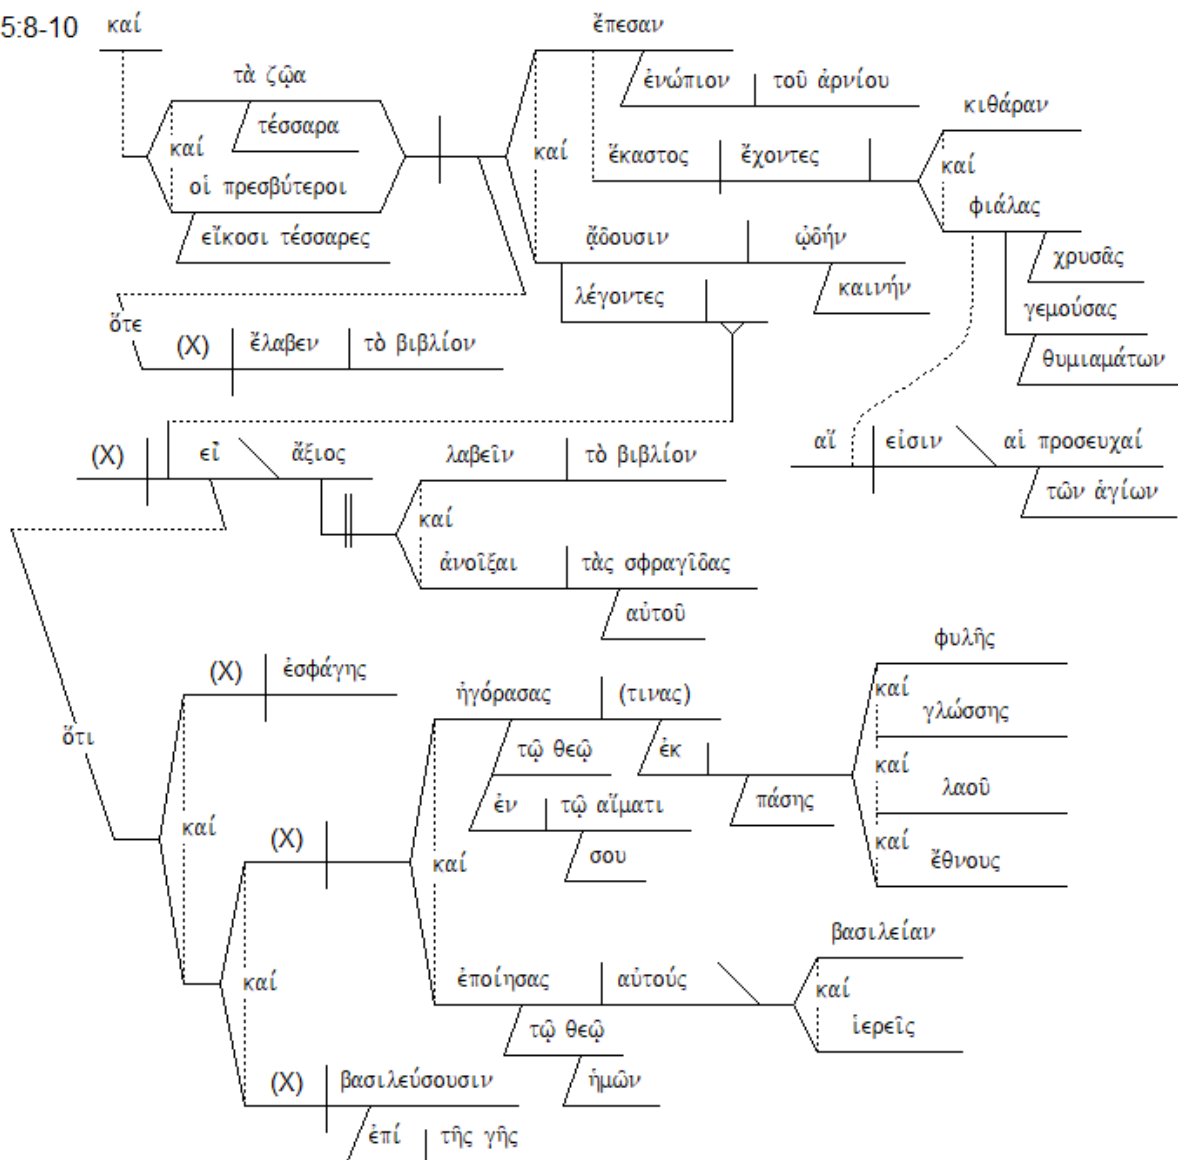 5:8-10 καί
ἔπεσαν
τὰ ζῷα
ἐνώπιον τοῦ ἀρνίου
τέσσαρα
κιθάραν
καί
καί ἕκαστος ἔχοντες
καί
οἱ πρεσβύτεροι
φιάλας
εἴκοσι τέσσαρες
ᾄδουσιν ᾠδήν
χρυσᾶς
λέγοντες
καινήν
γεμούσας
ὅτε
(X) ἔλαβεν τὸ βιβλίον
θυμιαμάτων
(X) εἶ ἄξιος
λαβεῖν τὸ βιβλίον
αἵ εἰσιν αἱ προσευχαί
τῶν ἁγίων
καί
ἀνοῖξαι τὰς σφραγῖδας
αὐτοῦ
φυλῆς
(X) ἐσφάγης
ἠγόρασας (τινας)
καί
γλώσσης
ὅτι
τῷ θεῷ
ἐκ
καί
λαοῦ
ἐν τῷ αἵματι
πάσης
καί
καί
(X)
σου
καί
ἔθνους
βασιλείαν
καί
ἐποίησας αὐτούς
καί
ἱερεῖς
τῷ θεῷ
ἡμῶν
(X) βασιλεύσουσιν
ἐπί τῆς γῆς